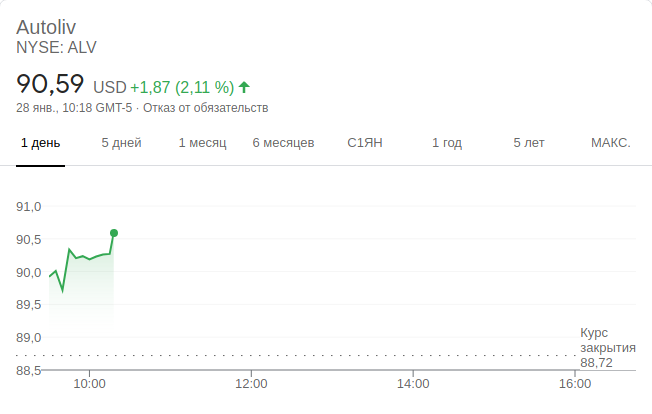 Autoliv
NYSE: ALV
90,59 USD +1,87 (2,11 %)
28 янв., 10:18 GMT-5 · Отказ от обязательств
1 день 5 дней 1 месяц 6 месяцев С1ЯН 1 год 5 лет МАКС.
91,0
90,5
90,0
89,5
89,0
88,5
Курс
закрытия
88,72
10:00 12:00 14:00 16:00